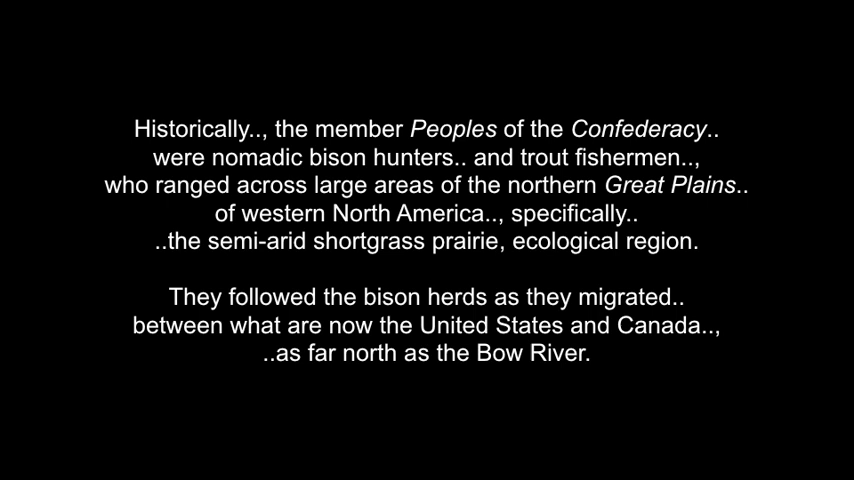 Historically.., the member Peoples of the Confederacy..
were nomadic bison hunters.. and trout fishermen..,
who ranged across large areas of the northern Great Plains..
of western North America.., specifically..
..the semi-arid shortgrass prairie, ecological region.
They followed the bison herds as they migrated..
between what are now the United States and Canada..,
..as far north as the Bow River.